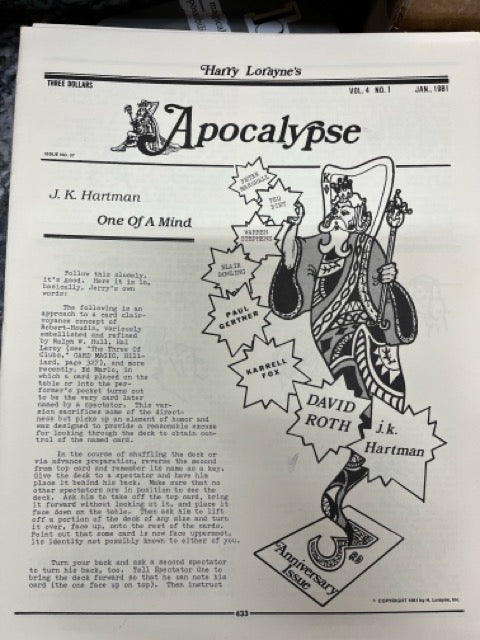 Harry Lorayne's
THREE DOLLARS
VOL. 4 NO. 1 JAN., 1981
Apocalypse
ISSUE NO. 37
J. K. Hartman
One Of A Mind
Follow this closely,
it's good. Here it is in,
basically, Jerry's own
words:
The following is an
approach to a card clair-
voyance concept of
Robert-Houdin, variously
embellished and refined
by Ralph W. Hull, Hal
Leroy (see "The Three Of
Clubs," CARD MAGIC, Hill-
iard, page 327), and more
recently, Ed Marlo, in
which a card placed on the
table or into the per-
former's pocket turns out
to be the very card later
named by a spectator. This ver-
sion sacrifices some of the direct-
ness but picks up an element of humor and
was designed to provide a reasonable excuse
for looking through the deck to obtain con-
trol of the named card.
In the course of shuffling the deck or
via advance preparation, reverse the second
from top card and remember its name as a key.
Give the deck to a spectator and have him
place it behind his back. Make sure that no
other spectators are in position to see the
deck. Ask him to take off the top card, bring
it forward without looking at it, and place it
face down on the table. Then ask him to lift
off a portion of the deck of any size and turn
it over, face up, onto the rest of the cards.
Point out that some card is now face uppermost,
its identity not possibly known to either of you.
Turn your back and ask a second spectator
to turn his back, too. Tell Spectator One to
bring the deck forward so that he can note his
card (the one face up on top). Then instruct
PETER
MARSHALL
TED
WARREN
STEPHENS
BLAIR
BOWLING
PAUL
GERTNER
KARRELL
FOX
DAVID
ROTH
j.k.
Hartman
K
Anniversary
Issue
© COPYRIGHT 1981 by H. Lorayne, Inc.
433